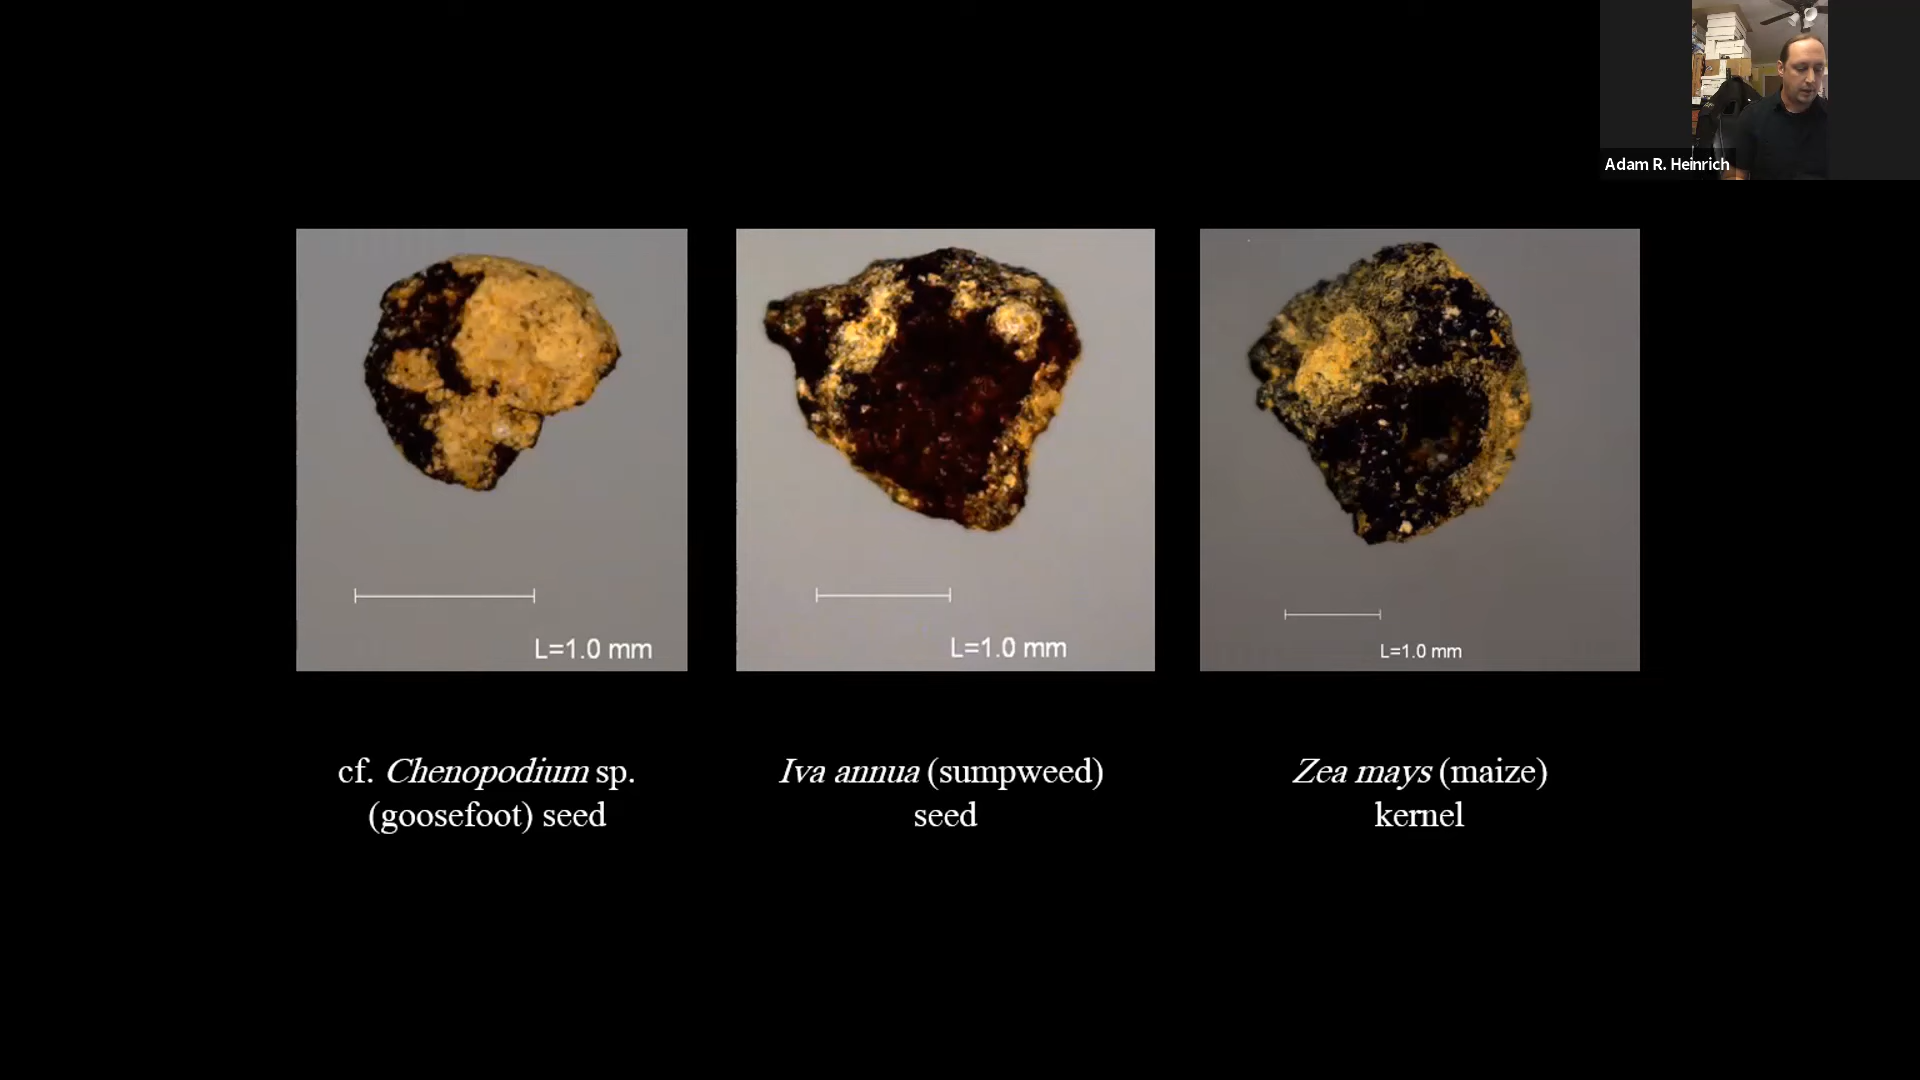 Adam R. Heinrich
L=1.0 mm
L=1.0 mm
L=1.0 mm
cf. Chenopodium sp.
(goosefoot) seed
Iva annua (sumpweed)
seed
Zea mays (maize)
kernel